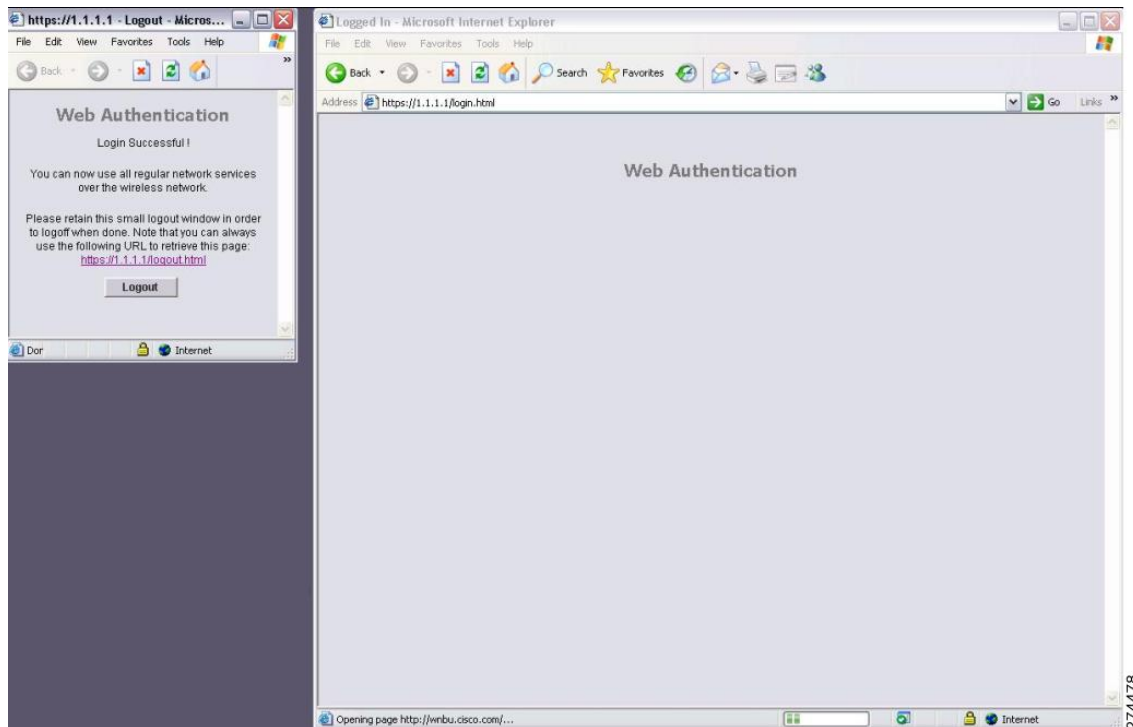 https://1.1.1.1 - Logout - Micros...
File Edit View Favorites Tools Help
Back
Web Authentication
Login Successful !
You can now use all regular network services
over the wireless network.
Please retain this small logout window in order
to logoff when done. Note that you can always
use the following URL to retrieve this page:
https://1.1.1.1/logout.html
Logout
Dor
Internet
Logged In - Microsoft Internet Explorer
File Edit View Favorites Tools Help
Back Search Favorites
Address https://1.1.1.1/login.html Go Links
Web Authentication
Opening page http://wnbu.cisco.com/...
Internet
274478